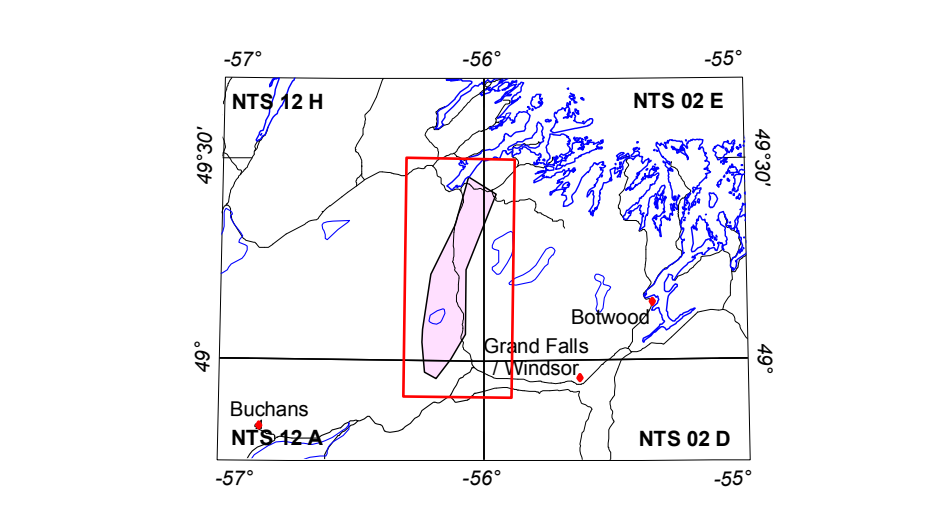 -57° -56° -55°
NTS 12 H NTS 02 E
49°30' 49°30'
Botwood
Grand Falls
/ Windsor
49° 49°
Buchans
NTS 12 A NTS 02 D
-57° -56° -55°